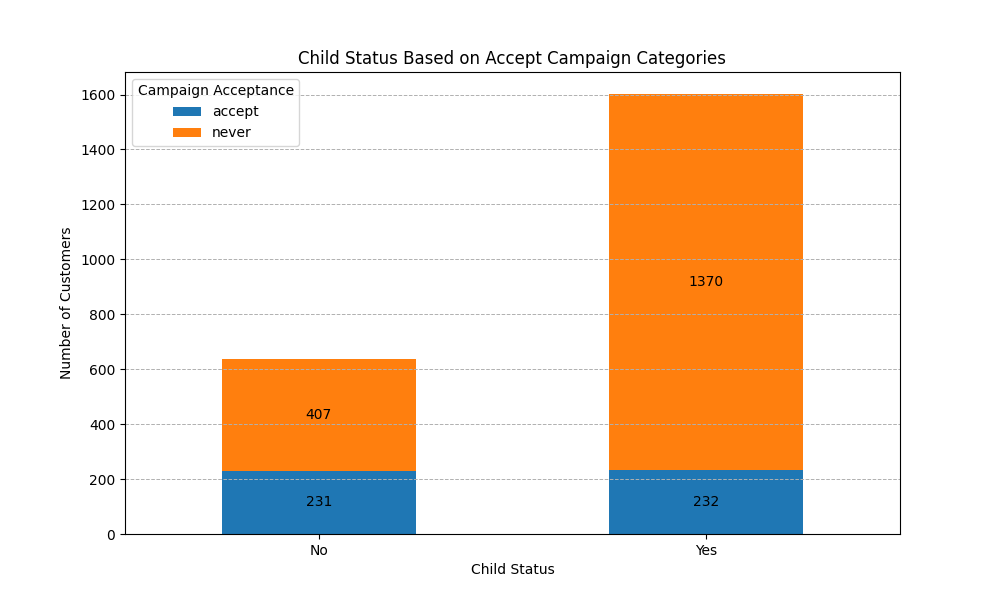 Child Status Based on Accept Campaign Categories
Campaign Acceptance
accept
never
1600
1400
1200
1000
800
600
400
200
0
Number of Customers
407
231
1370
232
No
Yes
Child Status